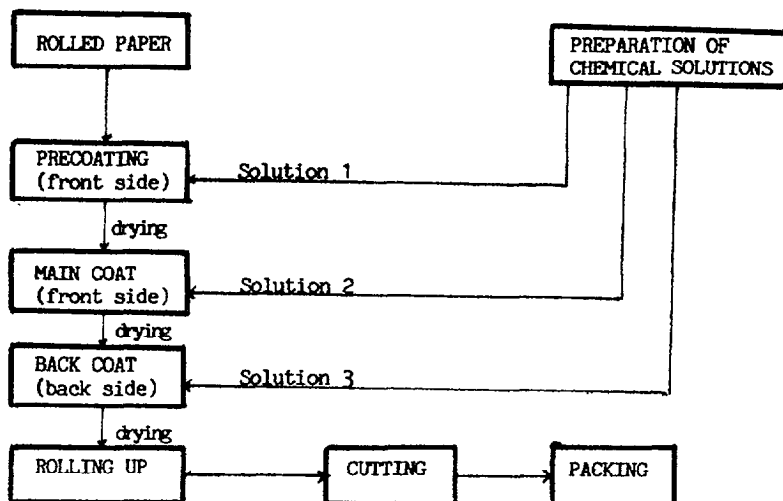 ROLLED PAPER
PREPARATION OF
CHEMICAL SOLUTIONS
PRECOATING
(front side)
Solution 1
drying
MAIN COAT
(front side)
Solution 2
drying
BACK COAT
(back side)
Solution 3
drying
ROLLING UP
CUTTING
PACKING